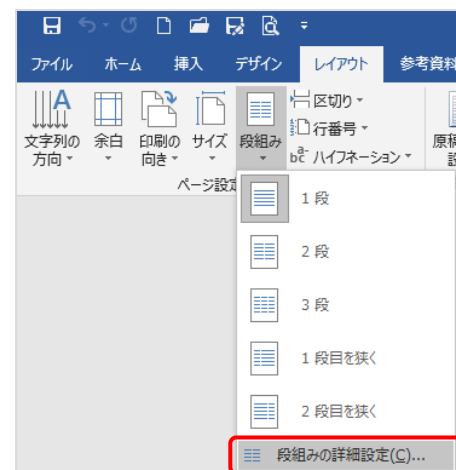 ファイル ホーム 挿入 デザイン レイアウト 参考資料
文字列の方向 余白 印刷の向き サイズ 段組み
区切り
行番号
bc ハイフネーション
ページ設定
1 段
2 段
3 段
1 段目を狭く
2 段目を狭く
段組みの詳細設定(C)...